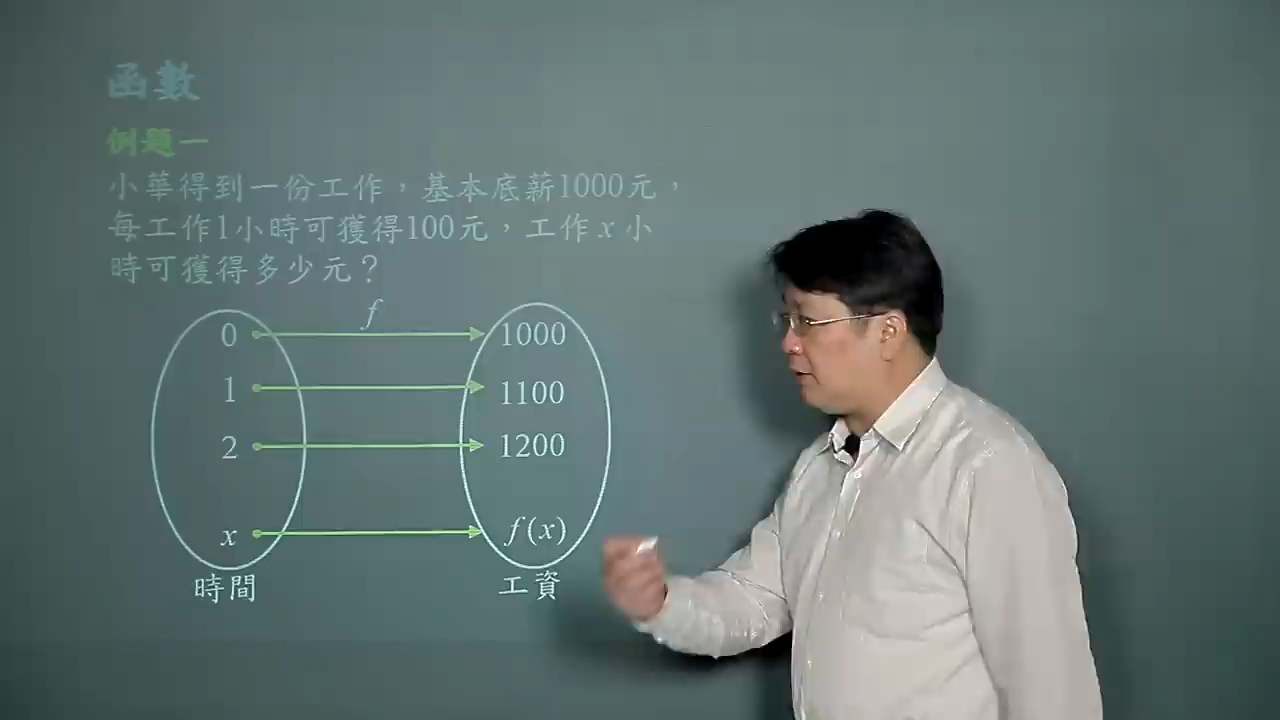 函數
例題一
小華得到一份工作，基本底薪1000元，
每工作1小時可獲得100元，工作x小
時可獲得多少元？
f
0 1000
1 1100
2 1200
x f(x)
時間 工資